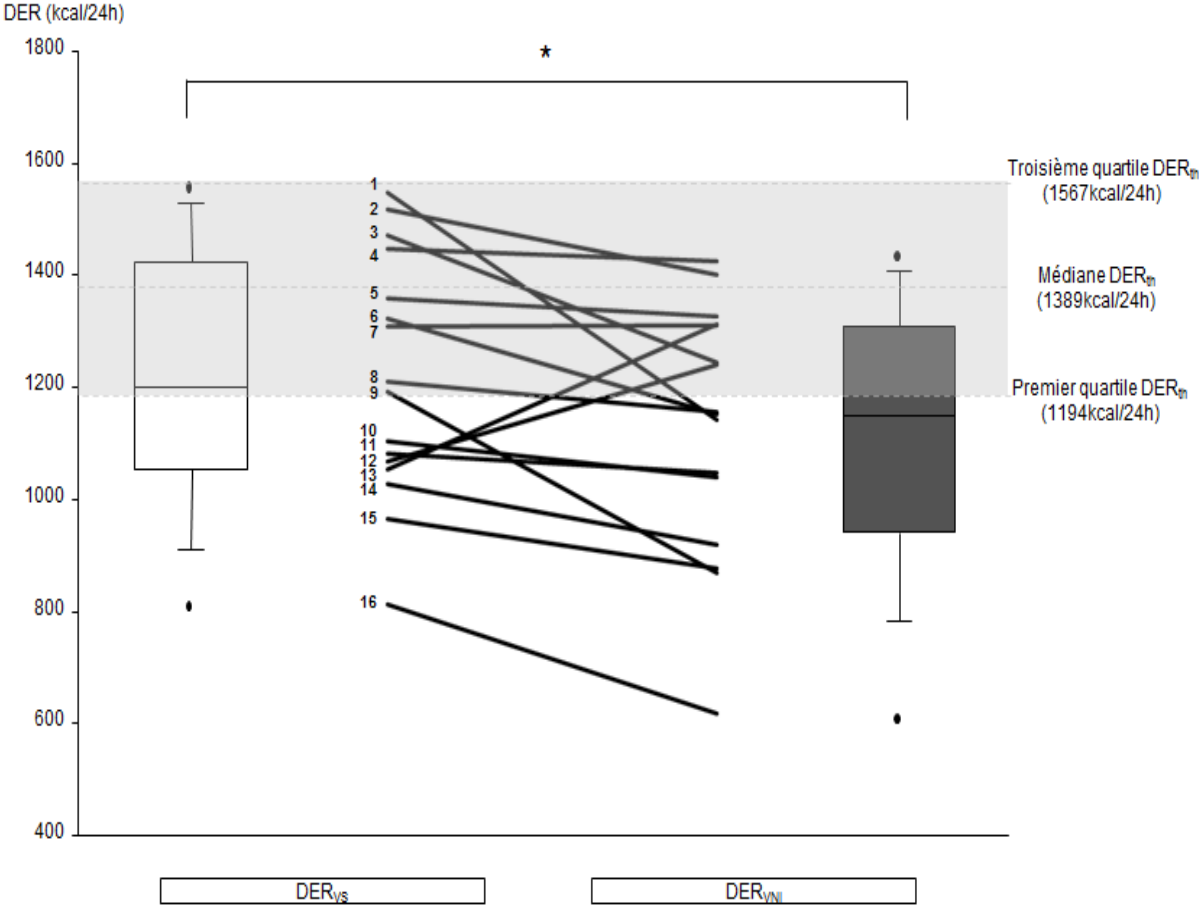 DER (kcal/24h)
1800
*
1600
1400
1200
1000
800
600
400
1
2
3
4
5
6
7
8
9
10
11
12
13
14
15
16
Troisième quartile DERth
(1567kcal/24h)
Médiane DERth
(1389kcal/24h)
Premier quartile DERth
(1194kcal/24h)
DERVS
DERVNI